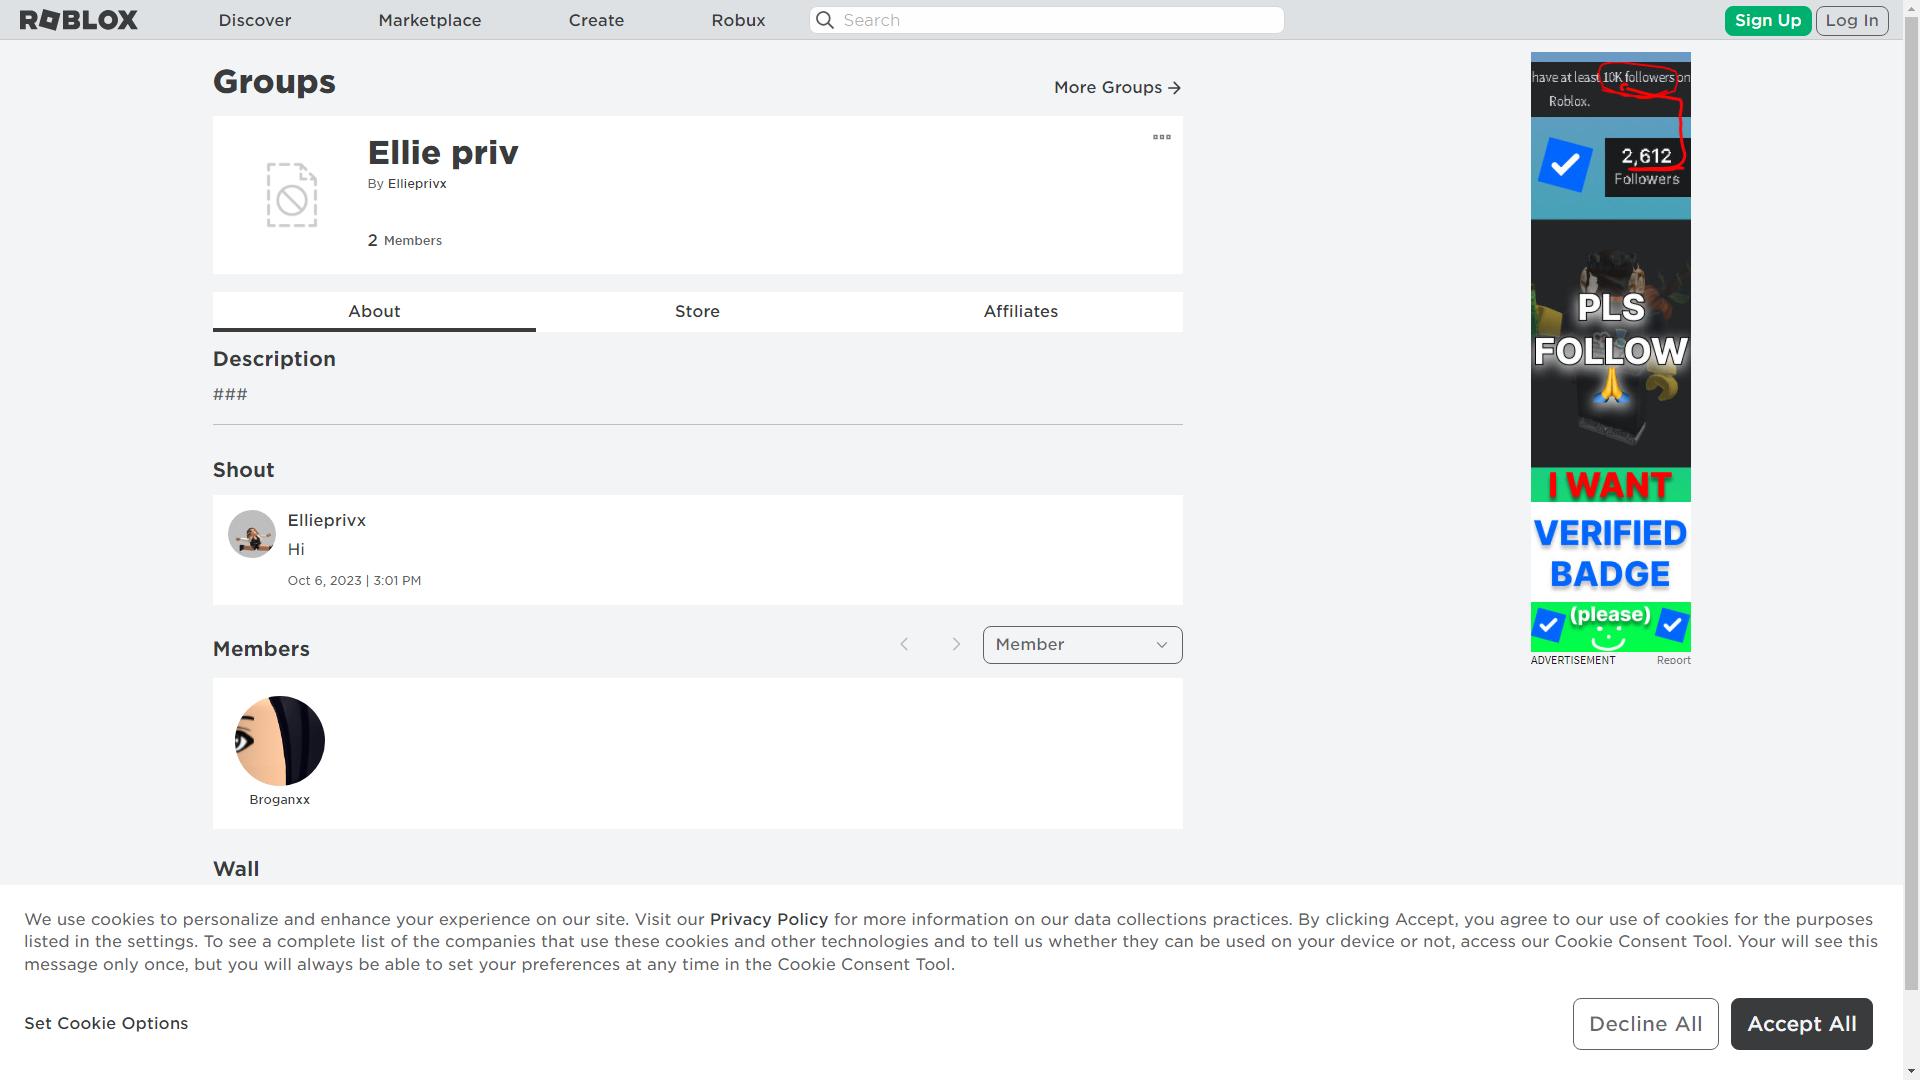 ROBLOX
Discover
Marketplace
Create
Robux
Search
Sign Up
Log In
Groups
More Groups
Ellie priv
By Ellieprivx
2 Members
About
Store
Affiliates
Description
###
Shout
Ellieprivx
Hi
Oct 6, 2023 | 3:01 PM
Members
Member
Broganxx
Wall
have at least 10K followers on
Roblox.
2,612
Followers
PLS
FOLLOW
I WANT
VERIFIED
BADGE
(please)
ADVERTISEMENT
Report
We use cookies to personalize and enhance your experience on our site. Visit our Privacy Policy for more information on our data collections practices. By clicking Accept, you agree to our use of cookies for the purposes
listed in the settings. To see a complete list of the companies that use these cookies and other technologies and to tell us whether they can be used on your device or not, access our Cookie Consent Tool. Your will see this
message only once, but you will always be able to set your preferences at any time in the Cookie Consent Tool.
Set Cookie Options
Decline All
Accept All